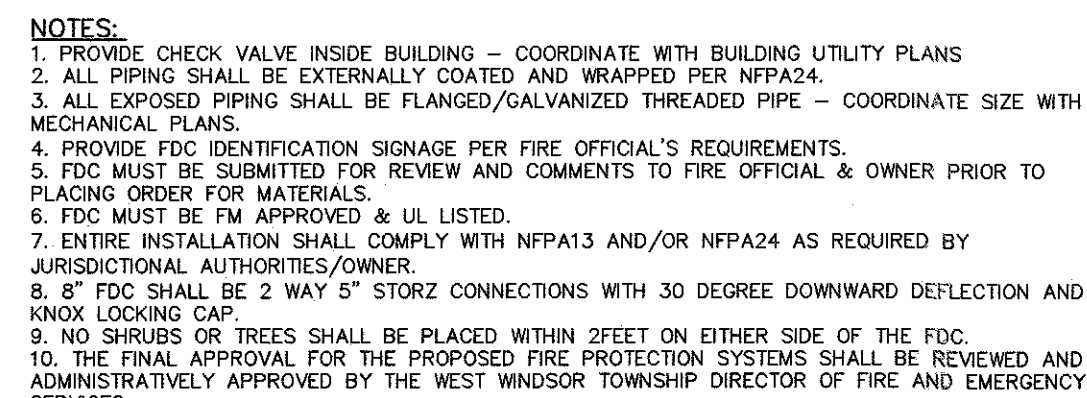 NOTES:
1. PROVIDE CHECK VALVE INSIDE BUILDING – COORDINATE WITH BUILDING UTILITY PLANS
2. ALL PIPING SHALL BE EXTERNALLY COATED AND WRAPPED PER NFPA24.
3. ALL EXPOSED PIPING SHALL BE FLANGED/GALVANIZED THREADED PIPE – COORDINATE SIZE WITH
MECHANICAL PLANS.
4. PROVIDE FDC IDENTIFICATION SIGNAGE PER FIRE OFFICIAL'S REQUIREMENTS.
5. FDC MUST BE SUBMITTED FOR REVIEW AND COMMENTS TO FIRE OFFICIAL & OWNER PRIOR TO
PLACING ORDER FOR MATERIALS.
6. FDC MUST BE FM APPROVED & UL LISTED.
7. ENTIRE INSTALLATION SHALL COMPLY WITH NFPA13 AND/OR NFPA24 AS REQUIRED BY
JURISDICTIONAL AUTHORITIES/OWNER.
8. 8" FDC SHALL BE 2 WAY 5" STORZ CONNECTIONS WITH 30 DEGREE DOWNWARD DEFLECTION AND
KNOX LOCKING CAP.
9. NO SHRUBS OR TREES SHALL BE PLACED WITHIN 2FEET ON EITHER SIDE OF THE FDC.
10. THE FINAL APPROVAL FOR THE PROPOSED FIRE PROTECTION SYSTEMS SHALL BE REVIEWED AND
ADMINISTRATIVELY APPROVED BY THE WEST WINDSOR TOWNSHIP DIRECTOR OF FIRE AND EMERGENCY